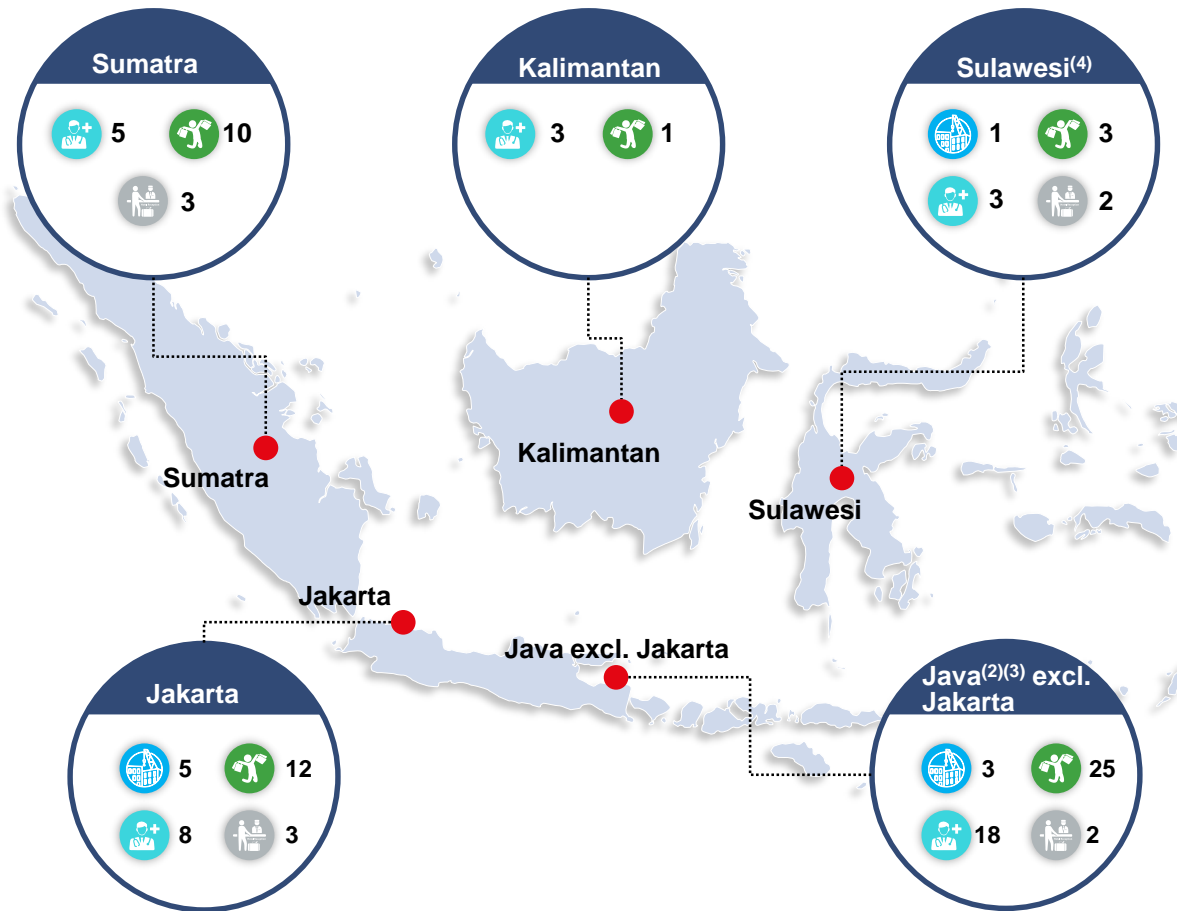 Sumatra
5
10
3
Kalimantan
3
1
Sulawesi(4)
1
3
3
2
Sumatra
Kalimantan
Sulawesi
Jakarta
Java excl. Jakarta
Jakarta
5
12
8
3
Java(2)(3) excl.
Jakarta
3
25
18
2